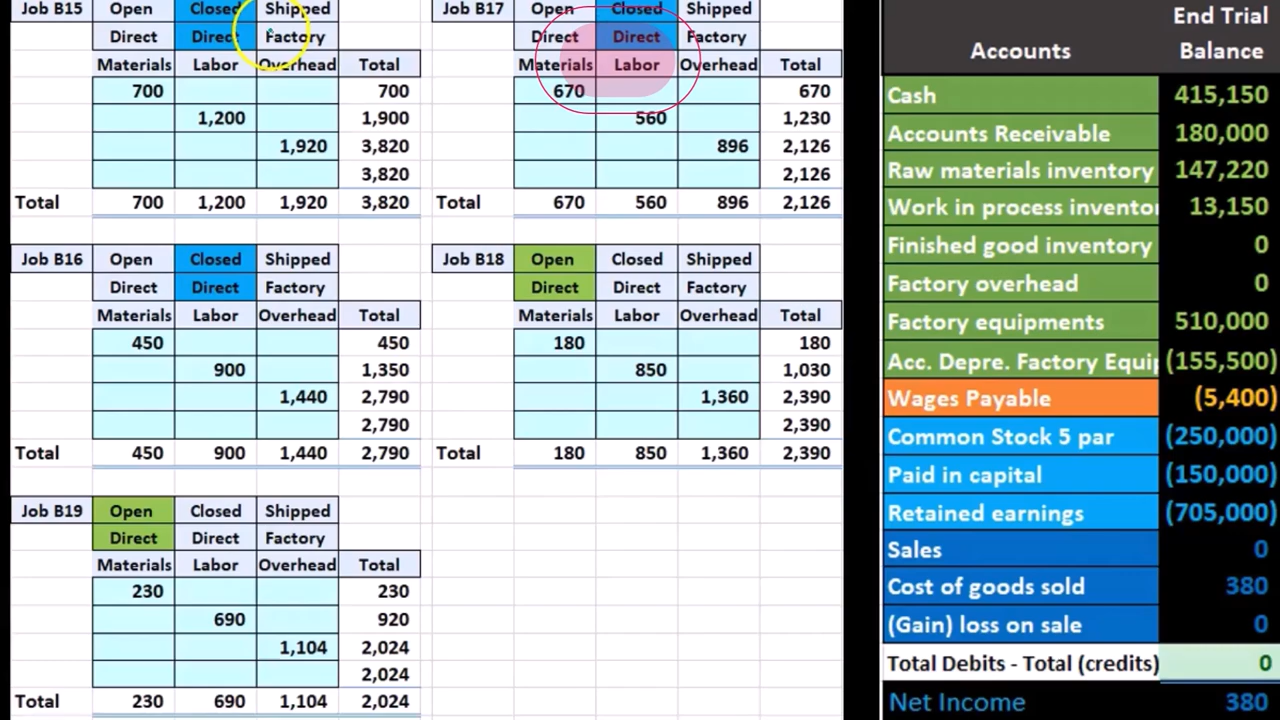 Job B15 Open Closed Shipped
Direct Direct Factory
Materials Labor Overhead Total
700 700
1,200 1,900
1,920 3,820
3,820
Total 700 1,200 1,920 3,820
Job B17 Open Closed Shipped
Direct Direct Factory
Materials Labor Overhead Total
670 670
560 1,230
896 2,126
2,126
Total 670 560 896 2,126
Job B16 Open Closed Shipped
Direct Direct Factory
Materials Labor Overhead Total
450 450
900 1,350
1,440 2,790
2,790
Total 450 900 1,440 2,790
Job B18 Open Closed Shipped
Direct Direct Factory
Materials Labor Overhead Total
180 180
850 1,030
1,360 2,390
2,390
Total 180 850 1,360 2,390
Job B19 Open Closed Shipped
Direct Direct Factory
Materials Labor Overhead Total
230 230
690 920
1,104 2,024
2,024
Total 230 690 1,104 2,024
End Trial
Accounts Balance
Cash 415,150
Accounts Receivable 180,000
Raw materials inventory 147,220
Work in process invento 13,150
Finished good inventory 0
Factory overhead 0
Factory equipments 510,000
Acc. Depre. Factory Equip (155,500)
Wages Payable (5,400)
Common Stock 5 par (250,000)
Paid in capital (150,000)
Retained earnings (705,000)
Sales 0
Cost of goods sold 380
(Gain) loss on sale 0
Total Debits - Total (credits) 0
Net Income 380